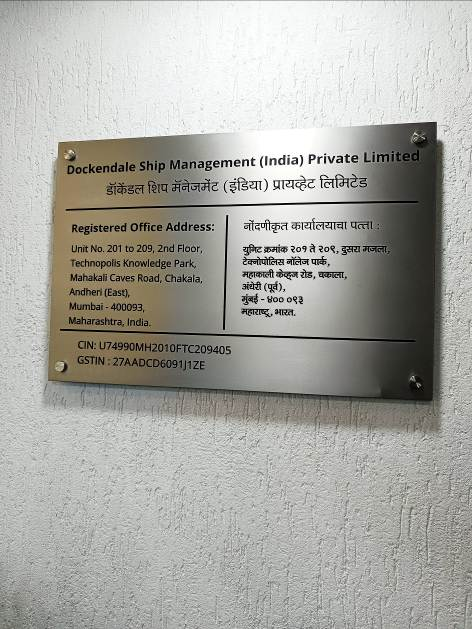 Dockendale Ship Management (India) Private Limited
डॉकेंडल शिप मॅनेजमेंट (इंडिया) प्रायव्हेट लिमिटेड
Registered Office Address:
Unit No. 201 to 209, 2nd Floor,
Technopolis Knowledge Park,
Mahakali Caves Road, Chakala,
Andheri (East),
Mumbai - 400093,
Maharashtra, India.
नोंदणीकृत कार्यालयाचा पत्ता :
युनिट क्रमांक २०१ ते २०९, दुसरा मजला,
टेक्नोपोलिस नॉलेज पार्क,
महाकाली केव्हज रोड, चकाला,
अंधेरी (पूर्व),
मुंबई - ४०० ०९३
महाराष्ट्र, भारत.
CIN: U74990MH2010FTC209405
GSTIN : 27AADCD6091J1ZE